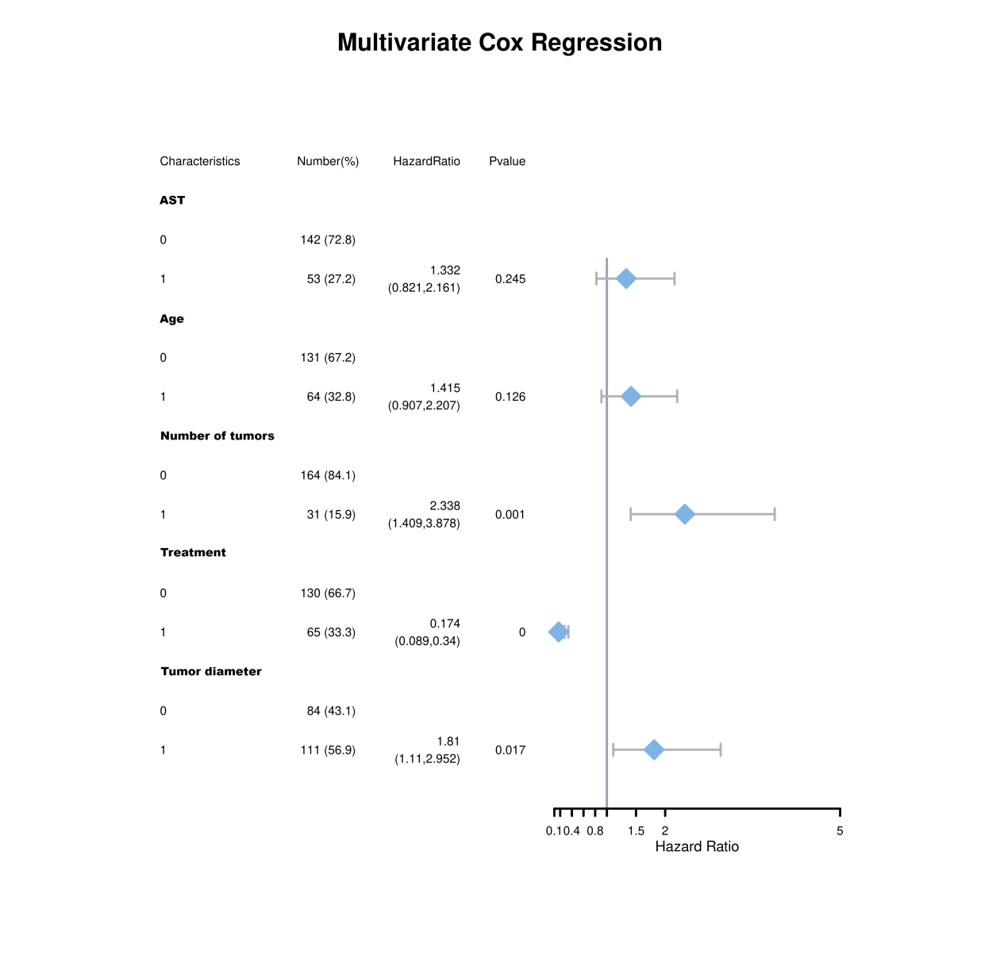 Multivariate Cox Regression
Characteristics Number(%) HazardRatio Pvalue
AST
0 142 (72.8)
1 53 (27.2) 1.332 (0.821,2.161) 0.245
Age
0 131 (67.2)
1 64 (32.8) 1.415 (0.907,2.207) 0.126
Number of tumors
0 164 (84.1)
1 31 (15.9) 2.338 (1.409,3.878) 0.001
Treatment
0 130 (66.7)
1 65 (33.3) 0.174 (0.089,0.34) 0
Tumor diameter
0 84 (43.1)
1 111 (56.9) 1.81 (1.11,2.952) 0.017
0.1 0.4 0.8 1.5 2 5
Hazard Ratio